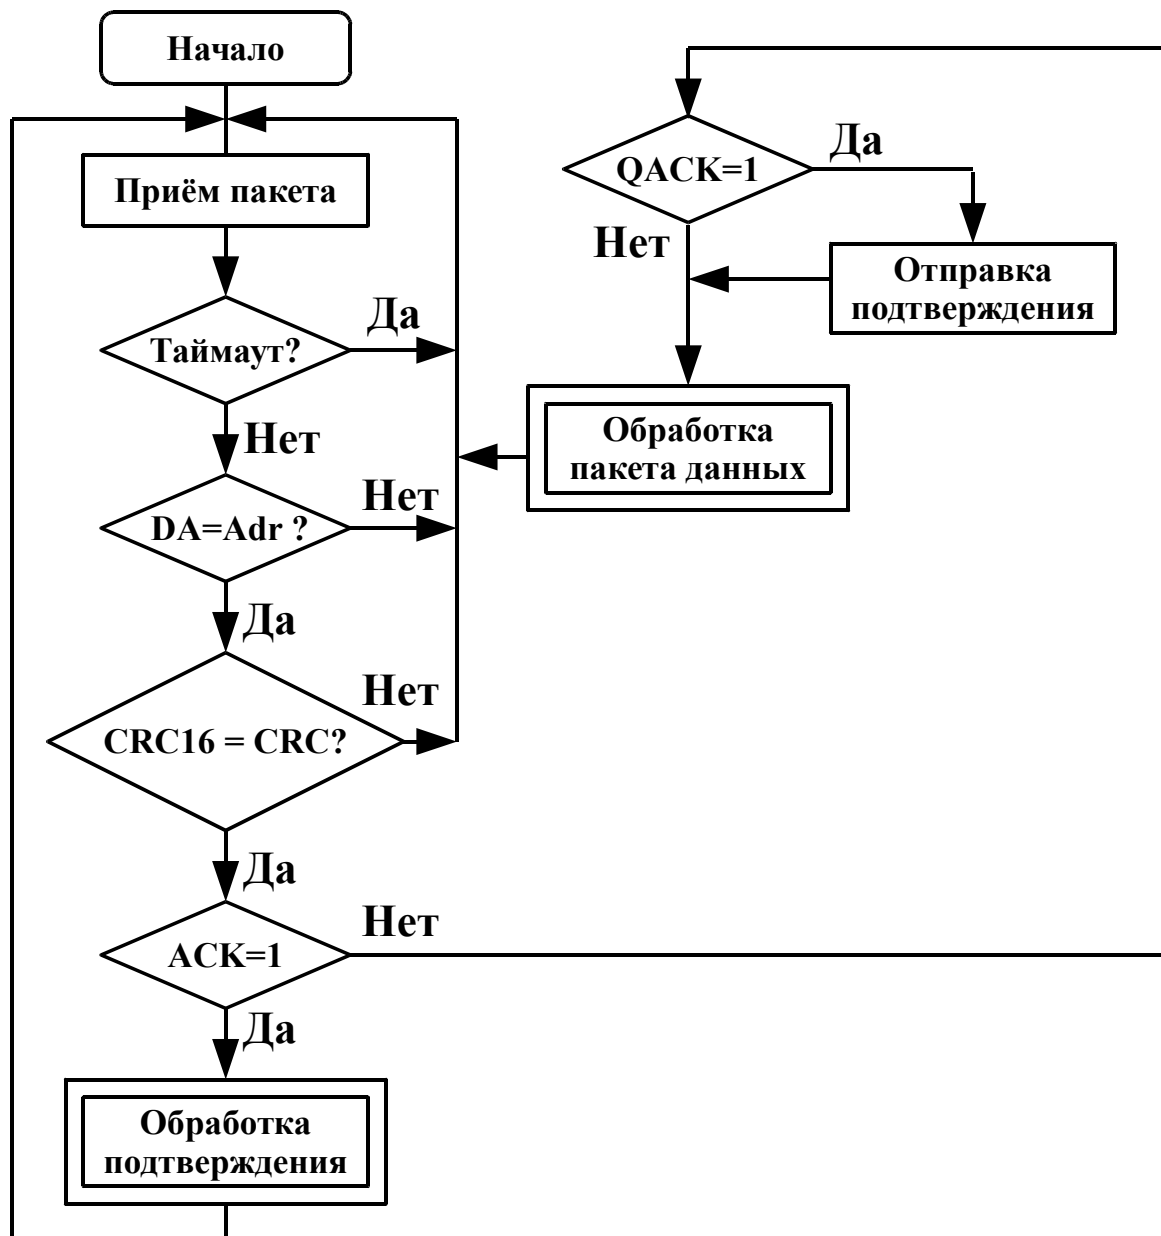 Начало
Приём пакета
Таймаут?
Да
Нет
DA=Adr ?
Нет
Да
CRC16 = CRC?
Нет
Да
ACK=1
Нет
Да
Обработка
подтверждения
QACK=1
Да
Нет
Отправка
подтверждения
Обработка
пакета данных